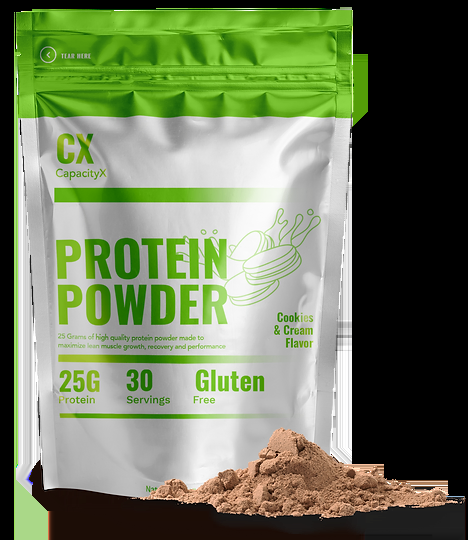 TEAR HERE
CX
CapacityX
PROTEIN
POWDER
Cookies
& Cream
Flavor
25 Grams of high quality protein powder made to
maximize lean muscle growth, recovery and performance
25G
Protein
30
Servings
Gluten
Free